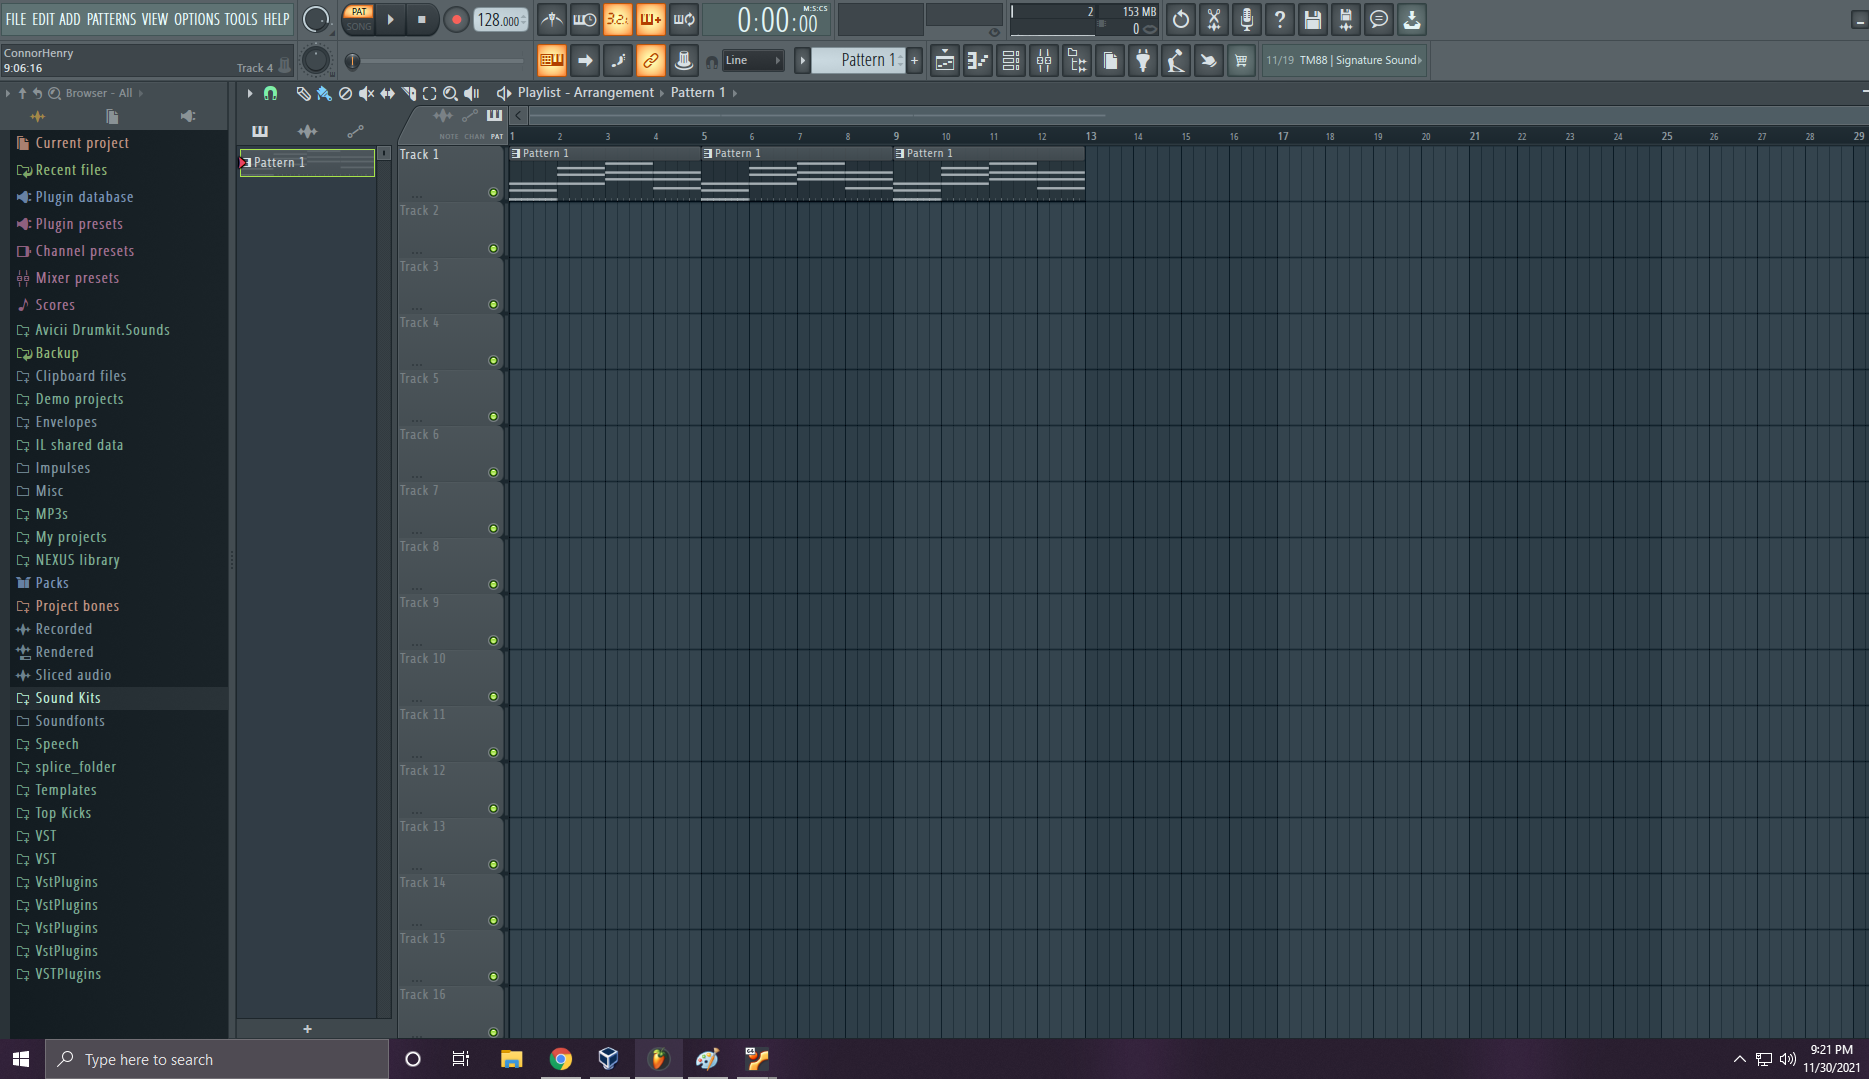 FILE EDIT ADD PATTERNS VIEW OPTIONS TOOLS HELP
PAT
SONG
128.000
3.2.
0:00:00
M:S:CS
2
153 MB
0
ConnorHenry
9:06:16
Track 4
Line
Pattern 1
+
11/19 TM88 | Signature Sound
Browser - All
Playlist - Arrangement › Pattern 1 ›
NOTE CHAN PAT
1 2 3 4 5 6 7 8 9 10 11 12 13 14 15 16 17 18 19 20 21 22 23 24 25 26 27 28 29
Current project
Recent files
Plugin database
Plugin presets
Channel presets
Mixer presets
Scores
Avicii Drumkit.Sounds
Backup
Clipboard files
Demo projects
Envelopes
IL shared data
Impulses
Misc
MP3s
My projects
NEXUS library
Packs
Project bones
Recorded
Rendered
Sliced audio
Sound Kits
Soundfonts
Speech
splice_folder
Templates
Top Kicks
VST
VST
VstPlugins
VstPlugins
VstPlugins
VstPlugins
VSTPlugins
Pattern 1
+
Track 1
Pattern 1
Pattern 1
Pattern 1
Track 2
Track 3
Track 4
Track 5
Track 6
Track 7
Track 8
Track 9
Track 10
Track 11
Track 12
Track 13
Track 14
Track 15
Track 16
Type here to search
9:21 PM
11/30/2021